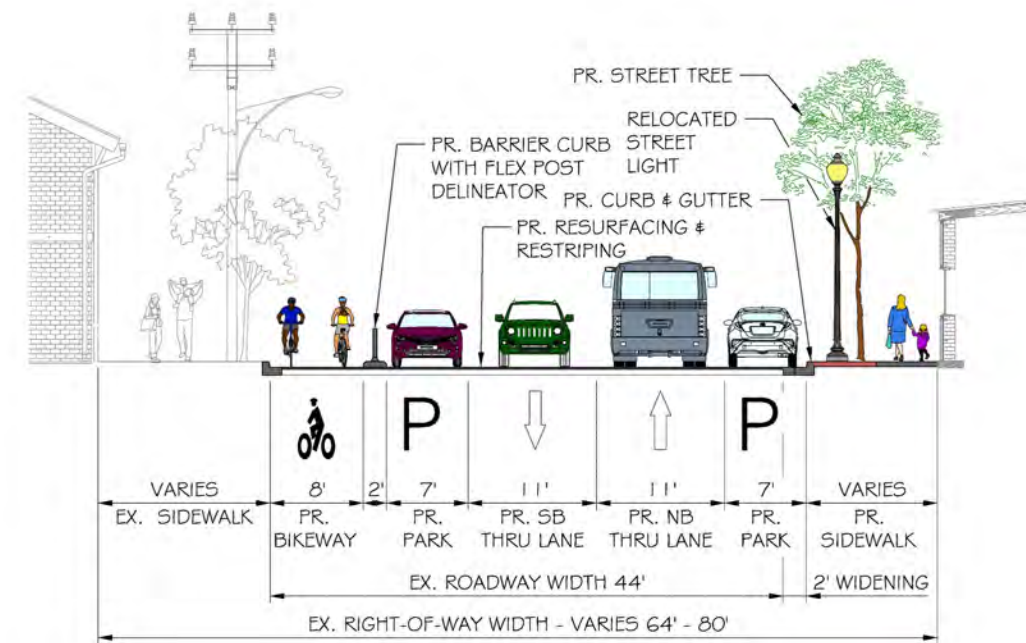 PR. STREET TREE
RELOCATED
STREET
LIGHT
PR. BARRIER CURB
WITH FLEX POST
DELINEATOR
PR. CURB & GUTTER
PR. RESURFACING &
RESTRIPING
P P
VARIES 8' 2' 7' 11' 11' 7' VARIES
EX. SIDEWALK PR. BIKEWAY PR. PARK PR. SB THRU LANE PR. NB THRU LANE PR. PARK PR. SIDEWALK
EX. ROADWAY WIDTH 44' 2' WIDENING
EX. RIGHT-OF-WAY WIDTH - VARIES 64' - 80'